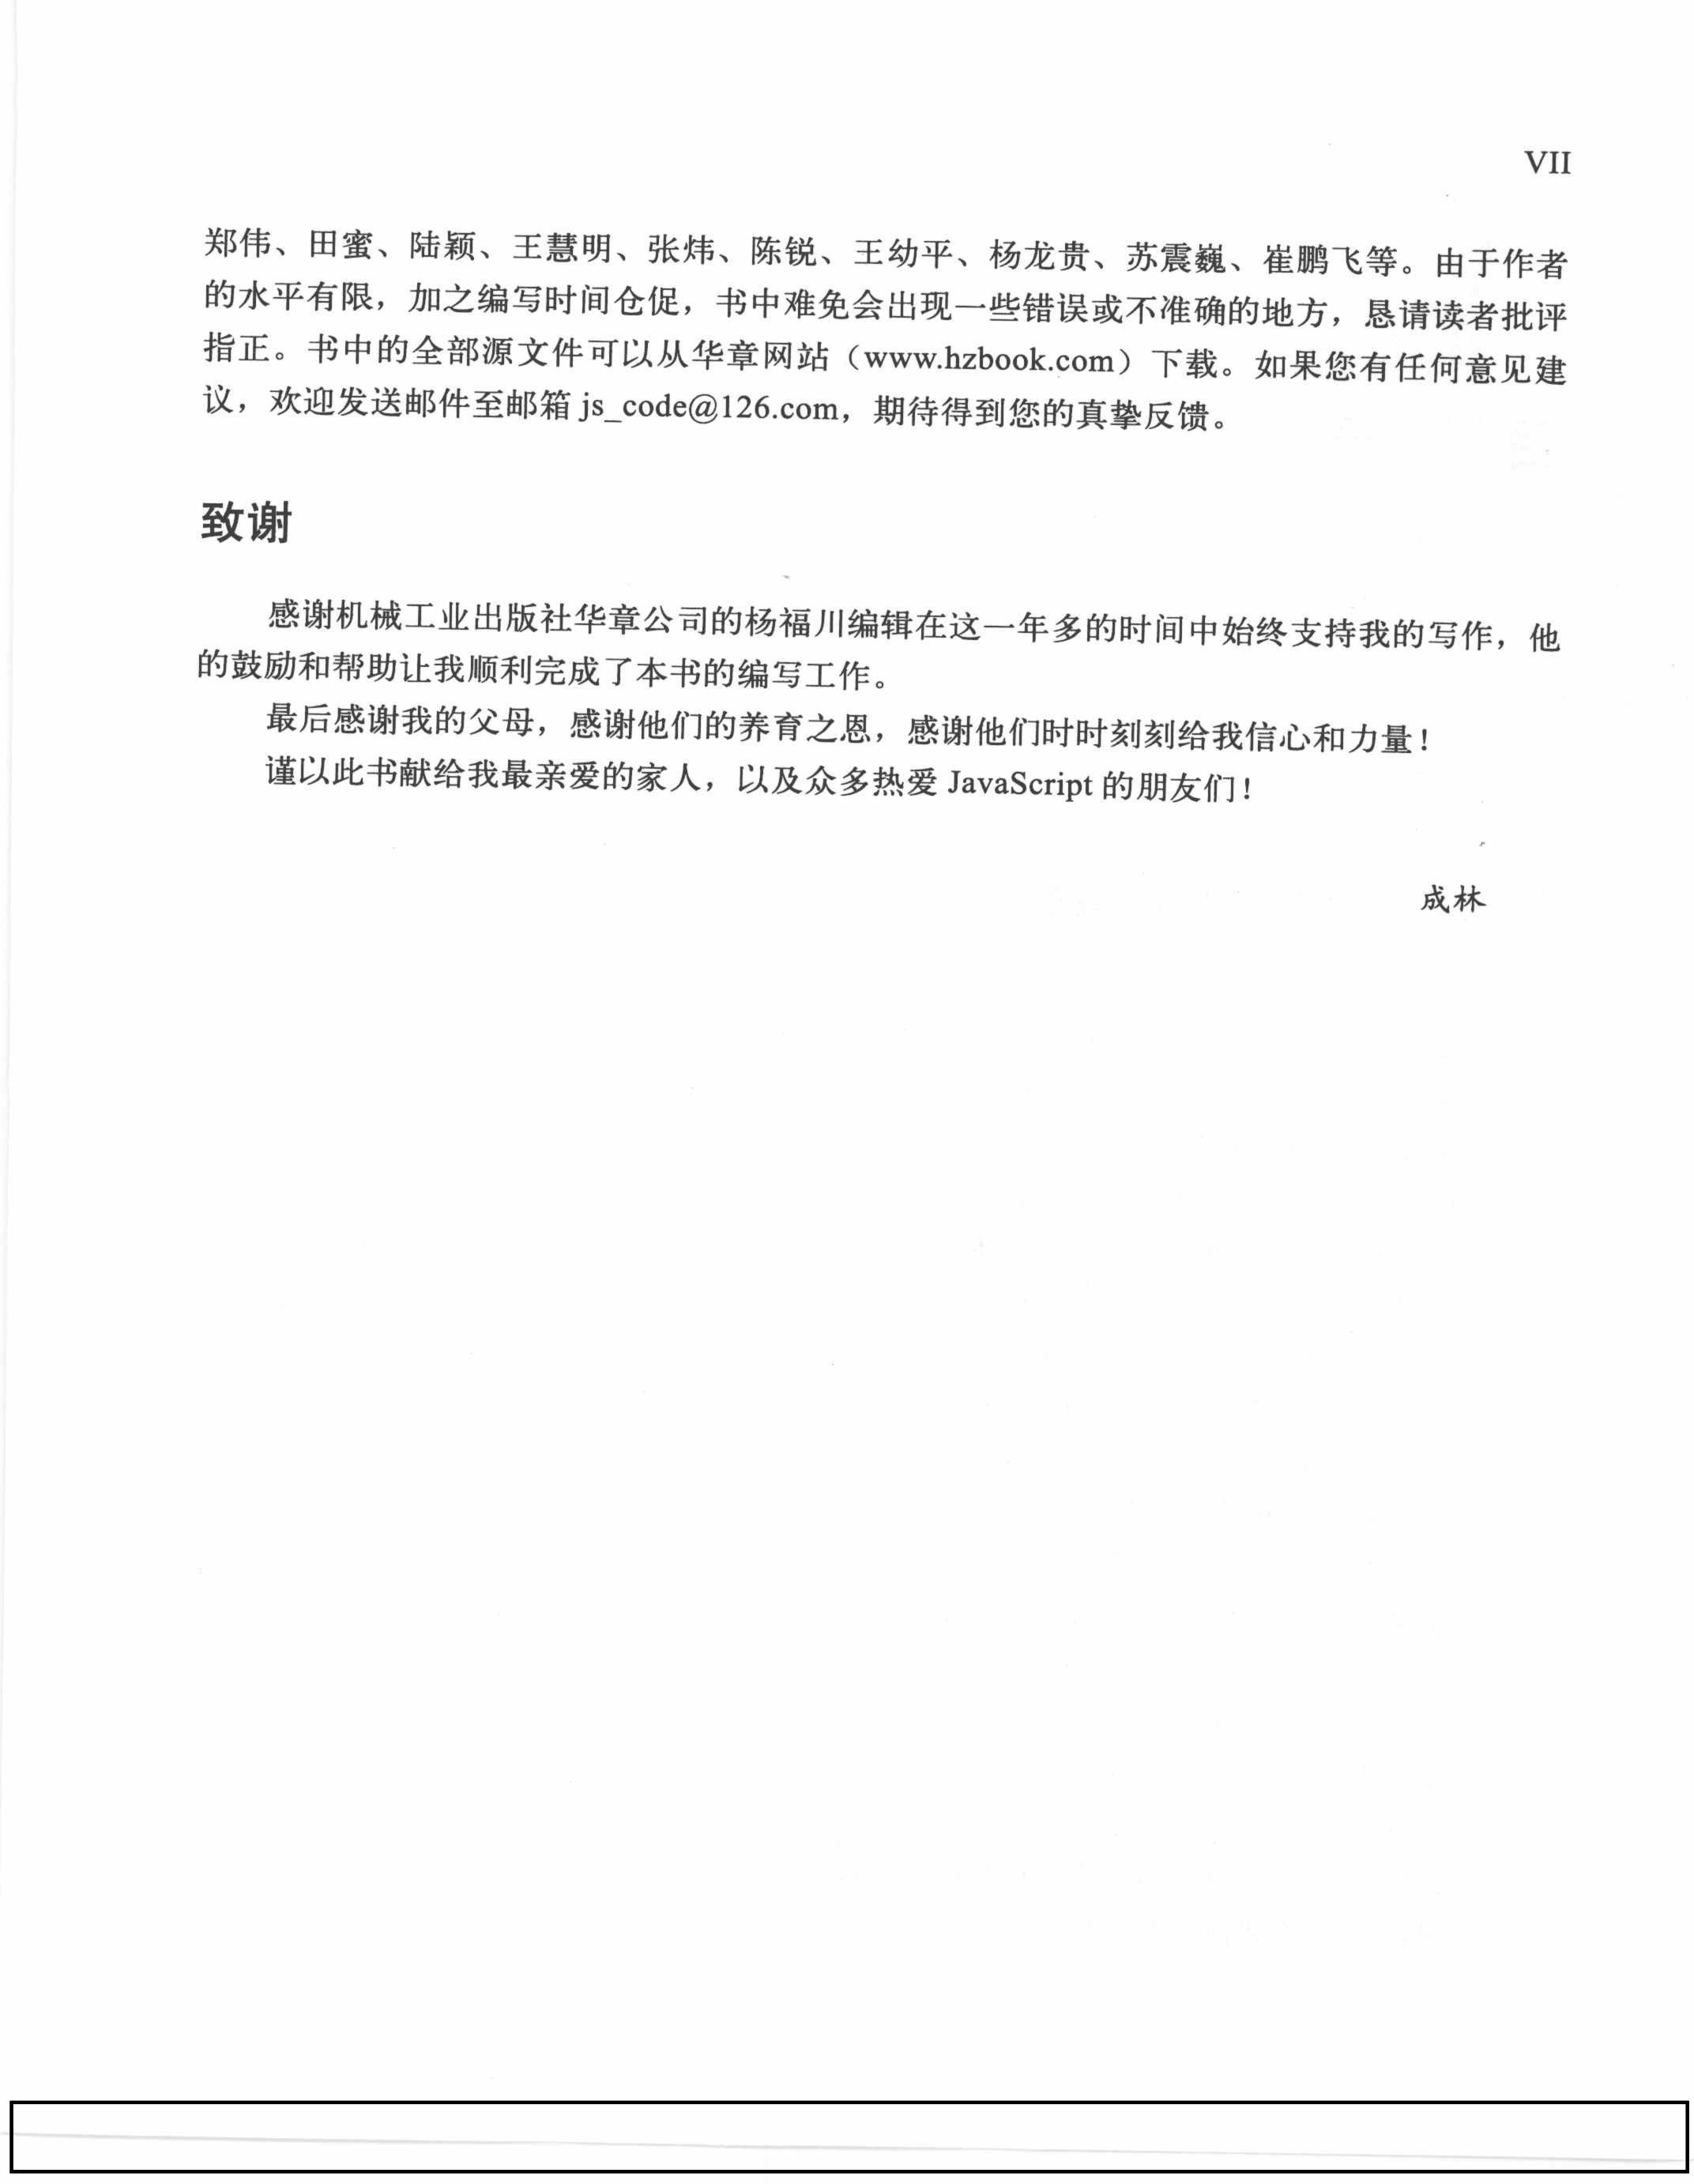 VII
郑伟、田蜜、陆颖、王慧明、张炜、陈锐、王幼平、杨龙贵、苏震巍、崔鹏飞等。由于作者
的水平有限，加之编写时间仓促，书中难免会出现一些错误或不准确的地方，恳请读者批评
指正。书中的全部源文件可以从华章网站（www.hzbook.com）下载。如果您有任何意见建
议，欢迎发送邮件至邮箱 js_code@126.com，期待得到您的真挚反馈。
致谢
感谢机械工业出版社华章公司的杨福川编辑在这一年多的时间中始终支持我的写作，他
的鼓励和帮助让我顺利完成了本书的编写工作。
最后感谢我的父母，感谢他们的养育之恩，感谢他们时时刻刻给我信心和力量！
谨以此书献给我最亲爱的家人，以及众多热爱 JavaScript 的朋友们！
成林